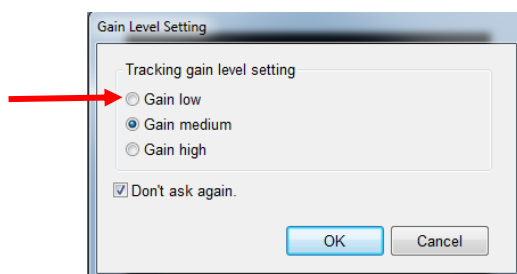 Gain Level Setting
Tracking gain level setting
Gain low
Gain medium
Gain high
Don't ask again.
OK Cancel